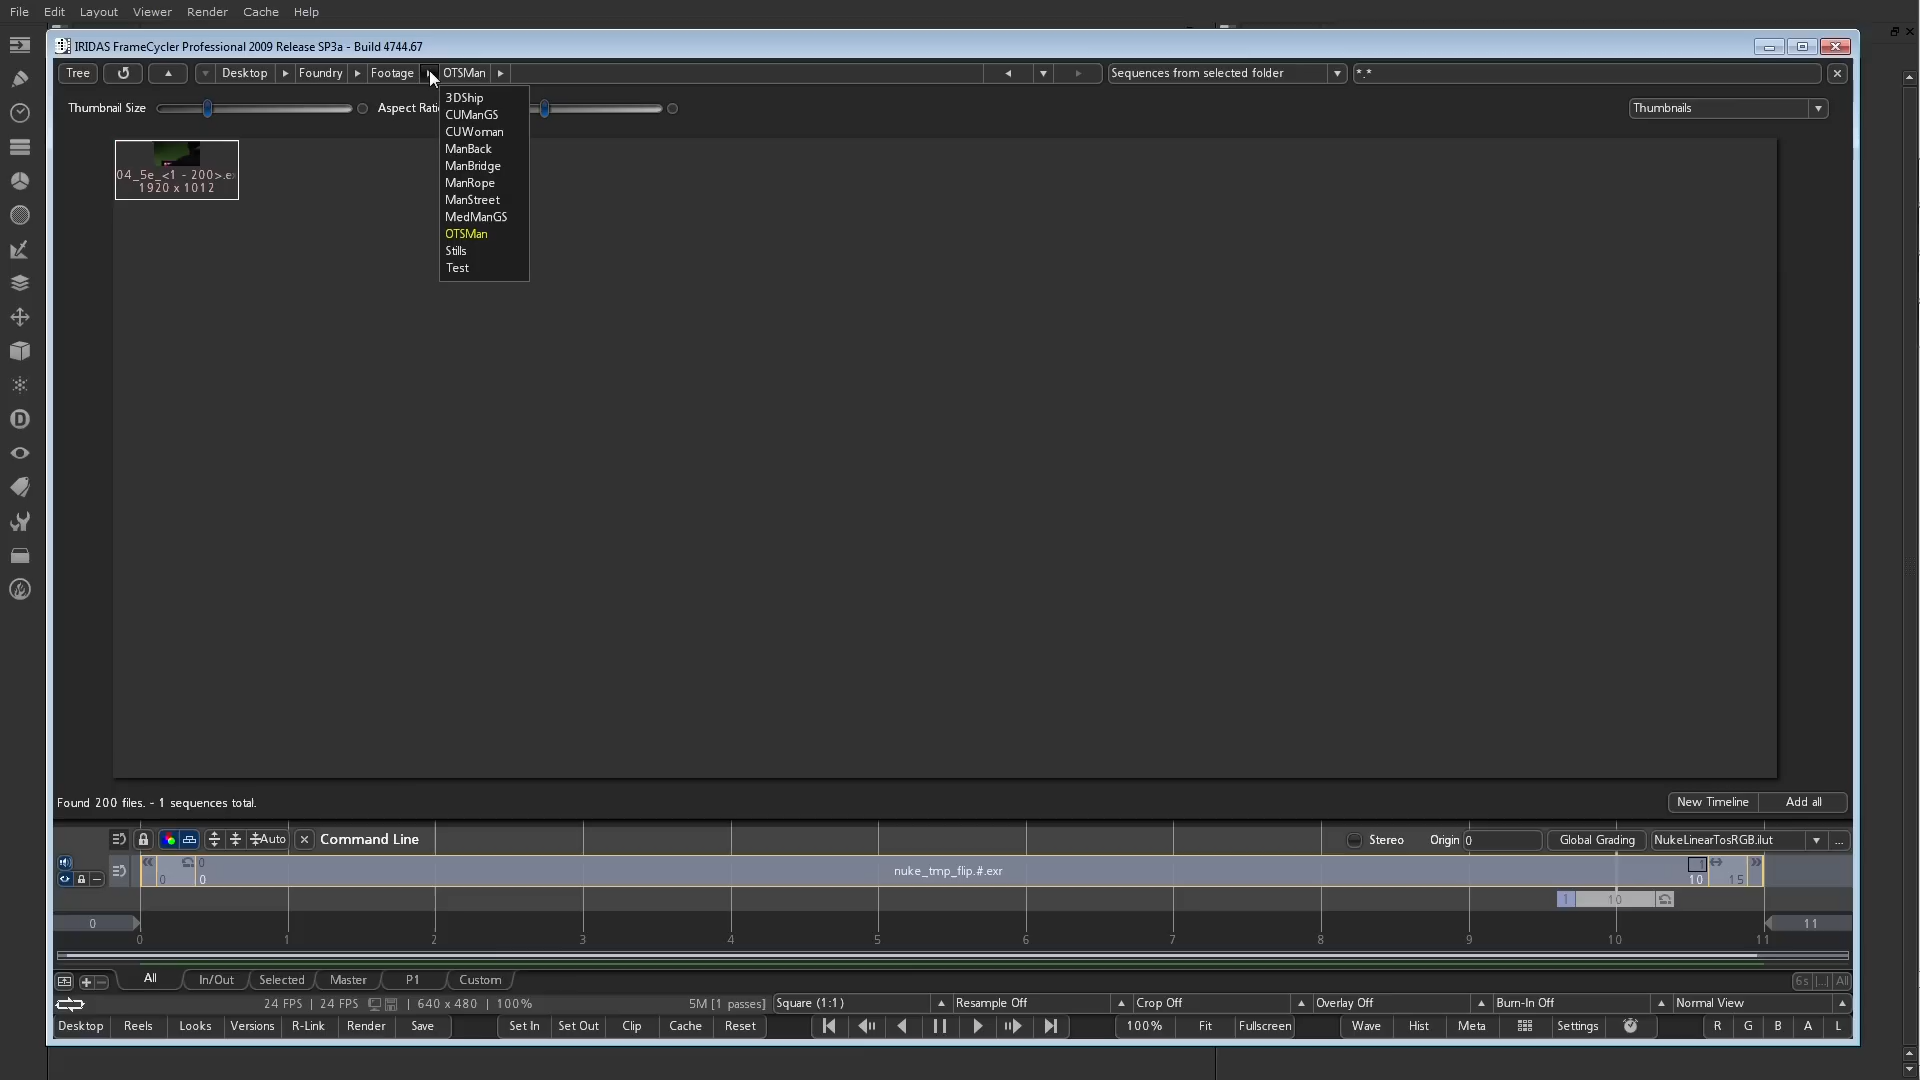 File Edit Layout Viewer Render Cache Help
IRIDAS FrameCycler Professional 2009 Release SP3a - Build 4744.67
Tree Desktop Foundry Footage OTSMan Sequences from selected folder *.*
Thumbnail Size Aspect Rati Thumbnails
3DShip
CUManGS
CUWoman
ManBack
ManBridge
ManRope
ManStreet
MedManGS
OTSMan
Stills
Test
04_5e_<1 - 200>.e
1920 x 1012
Found 200 files. - 1 sequences total. New Timeline Add all
Auto Command Line Stereo Origin 0 Global Grading NukeLinearTosRGB.ilut ...
0 1
0 0 nuke_tmp_flip.#.exr 10 15
1 10
0 11
0 1 2 3 4 5 6 7 8 9 10 11
All In/Out Selected Master P1 Custom 6s ... All
24 FPS | 24 FPS | 640 x 480 | 100% 5M [1 passes] Square (1:1) Resample Off Crop Off Overlay Off Burn-In Off Normal View
Desktop Reels Looks Versions R-Link Render Save Set In Set Out Clip Cache Reset 100% Fit Fullscreen Wave Hist Meta Settings R G B A L